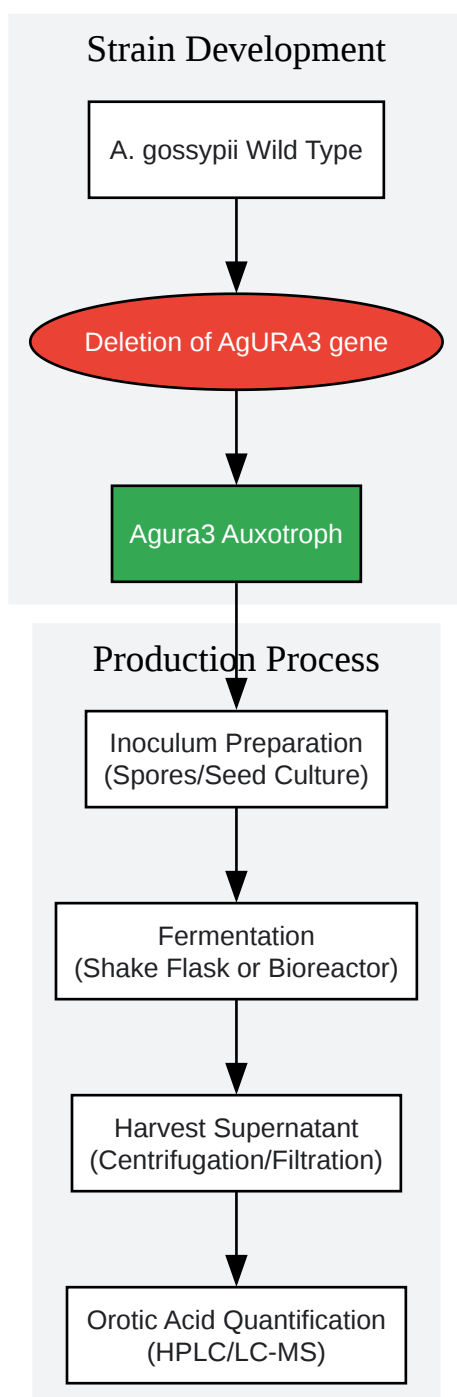 Strain Development
A. gossypii Wild Type
Deletion of AgURA3 gene
Agura3 Auxotroph
Production Process
Inoculum Preparation
(Spores/Seed Culture)
Fermentation
(Shake Flask or Bioreactor)
Harvest Supernatant
(Centrifugation/Filtration)
Orotic Acid Quantification
(HPLC/LC-MS)